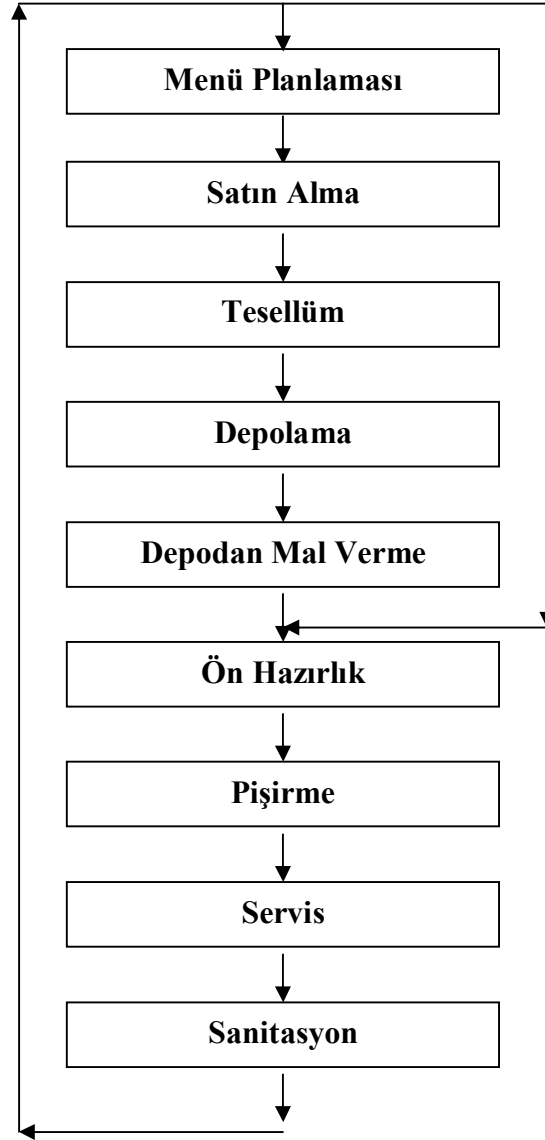 Menü Planlaması
Satın Alma
Tesellüm
Depolama
Depodan Mal Verme
Ön Hazırlık
Pişirme
Servis
Sanitasyon